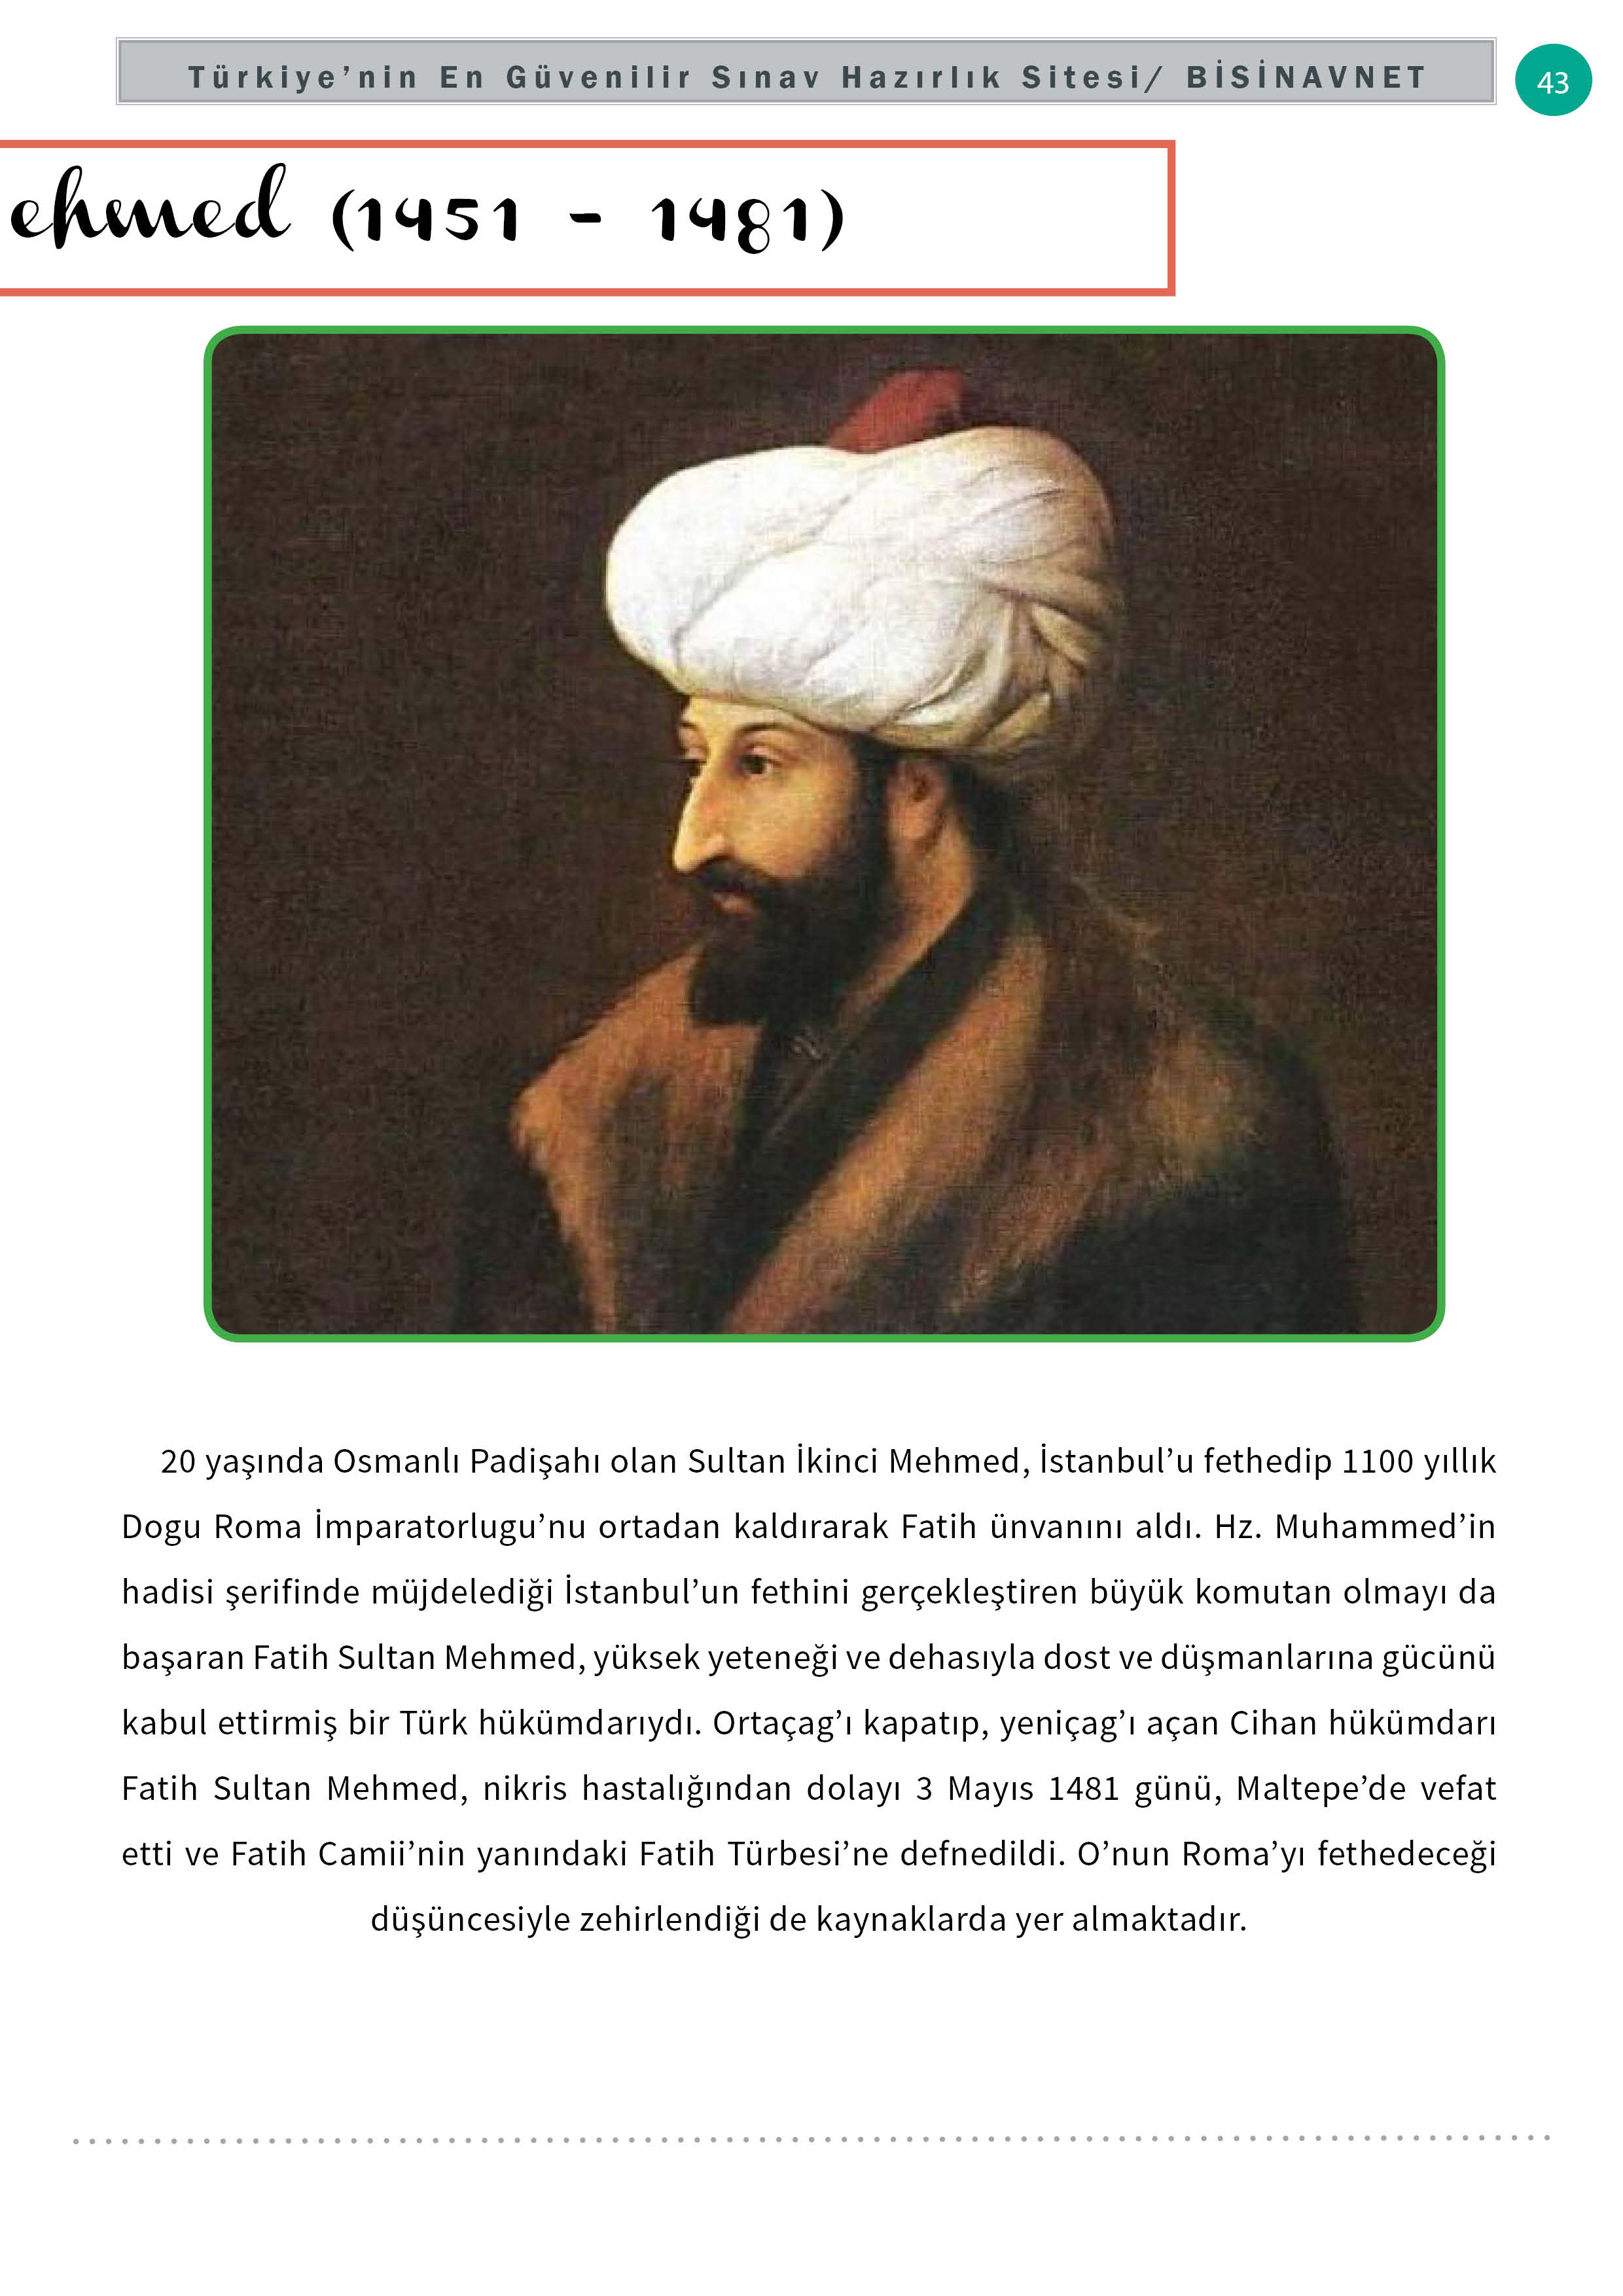 Türkiye’nin En Güvenilir Sınav Hazırlık Sitesi/ BİSİNAVNET
43
ehmed (1451 - 1481)
20 yaşında Osmanlı Padişahı olan Sultan İkinci Mehmed, İstanbul’u fethedip 1100 yıllık
Dogu Roma İmparatorlugu’nu ortadan kaldırarak Fatih ünvanını aldı. Hz. Muhammed’in
hadisi şerifinde müjdelediği İstanbul’un fethini gerçekleştiren büyük komutan olmayı da
başaran Fatih Sultan Mehmed, yüksek yeteneği ve dehasıyla dost ve düşmanlarına gücünü
kabul ettirmiş bir Türk hükümdarıydı. Ortaçag’ı kapatıp, yeniçag’ı açan Cihan hükümdarı
Fatih Sultan Mehmed, nikris hastalığından dolayı 3 Mayıs 1481 günü, Maltepe’de vefat
etti ve Fatih Camii’nin yanındaki Fatih Türbesi’ne defnedildi. O’nun Roma’yı fethedeceği
düşüncesiyle zehirlendiği de kaynaklarda yer almaktadır.